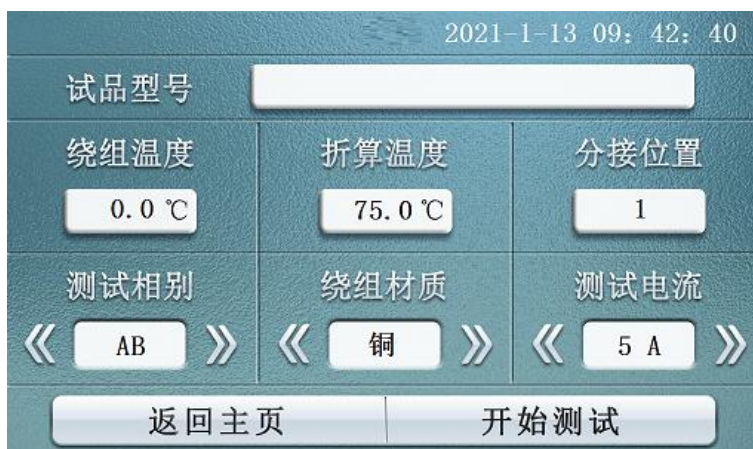 2021-1-13 09: 42: 40
试品型号
绕组温度 折算温度 分接位置
0.0 ℃ 75.0 ℃ 1
测试相别 绕组材质 测试电流
《 AB 》 《 铜 》 《 5 A 》
返回主页 开始测试